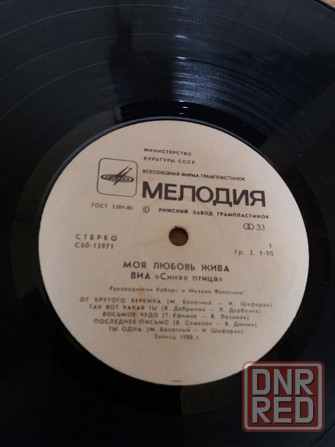 МИНИСТЕРСТВО
КУЛЬТУРЫ СССР
ВСЕСОЮЗНАЯ ФИРМА ГРАМПЛАСТИНОК
МЕЛОДИЯ
ГОСТ 5289-80
© РИЖСКИЙ ЗАВОД ГРАМПЛАСТИНОК
33
СТЕРЕО
С60-15971
1
Гр. 3. 1-90
МОЯ ЛЮБОВЬ ЖИВА
ВИА «Синяя птица»
Руководители Роберт и Михаил Болотные
ОТ КРУТОГО БЕРЕЖКА (М. Болотный — И. Шаферан)
ТАК ВОТ КАКАЯ ТЫ (В. Добрынин — Л. Дербенев)
ВОСЬМОЕ ЧУДО (Т. Ефимов —
ПОСЛЕДНЕЕ ПИСЬМО (В. Семенов — В. Дюнин)
ТЫ ОДНА (М. Болотный — И. Шаферан)
Запись 1980 г.
DNR
RED